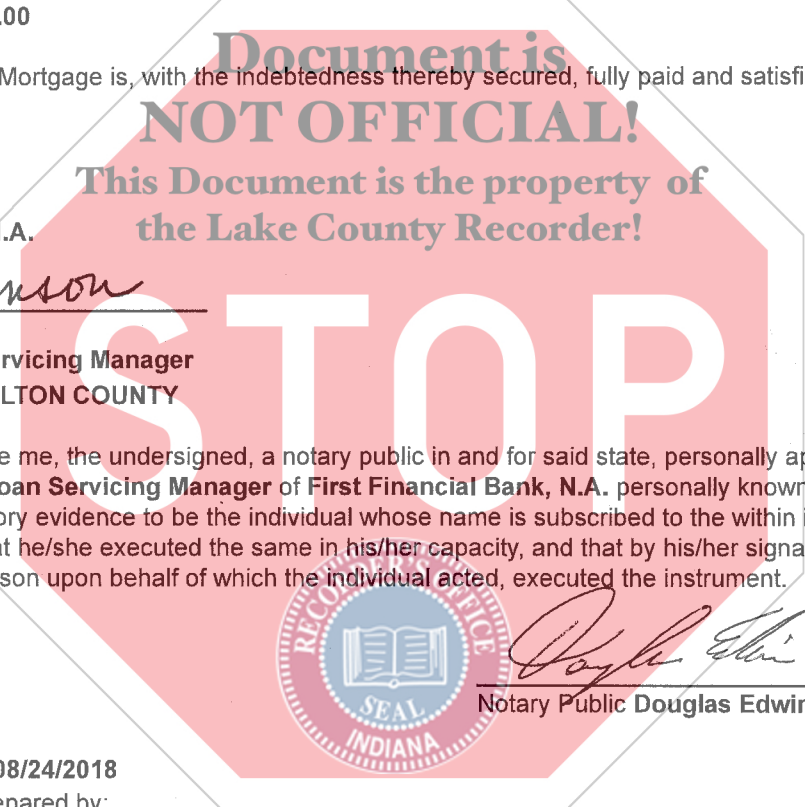 .00
Document is
Mortgage is, with the indebtedness thereby secured, fully paid and satisfi
NOT OFFICIAL!
This Document is the property of
the Lake County Recorder!
.A.
nson
STOP
rvicing Manager
LTON COUNTY
e me, the undersigned, a notary public in and for said state, personally ap
oan Servicing Manager of First Financial Bank, N.A. personally known
ory evidence to be the individual whose name is subscribed to the within i
at he/she executed the same in his/her capacity, and that by his/her signa
son upon behalf of which the individual acted, executed the instrument.
RECORDER'S OFFICE
SEAL
INDIANA
Notary Public Douglas Edwin
08/24/2018
epared by: